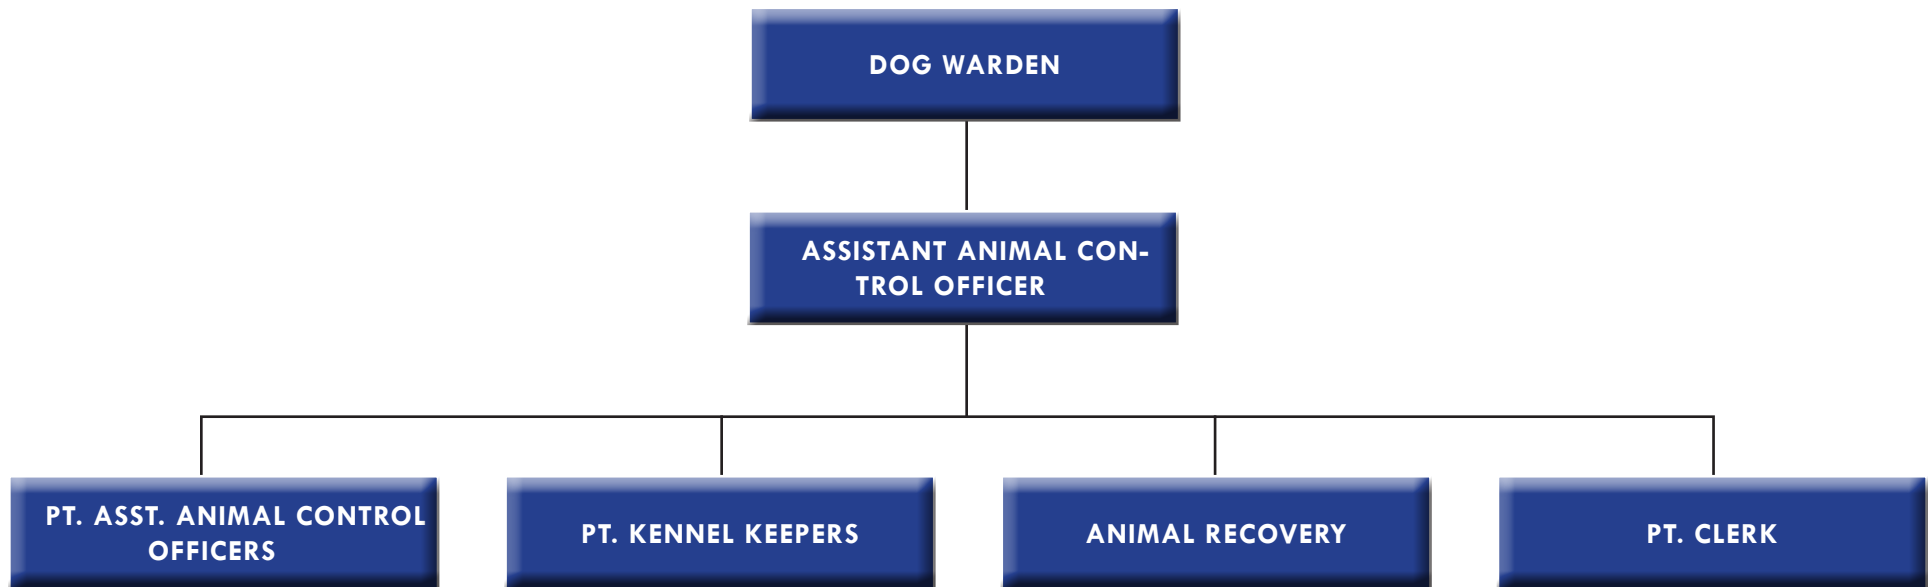 DOG WARDEN
ASSISTANT ANIMAL CON-
TROL OFFICER
PT. ASST. ANIMAL CONTROL
OFFICERS
PT. KENNEL KEEPERS
ANIMAL RECOVERY
PT. CLERK